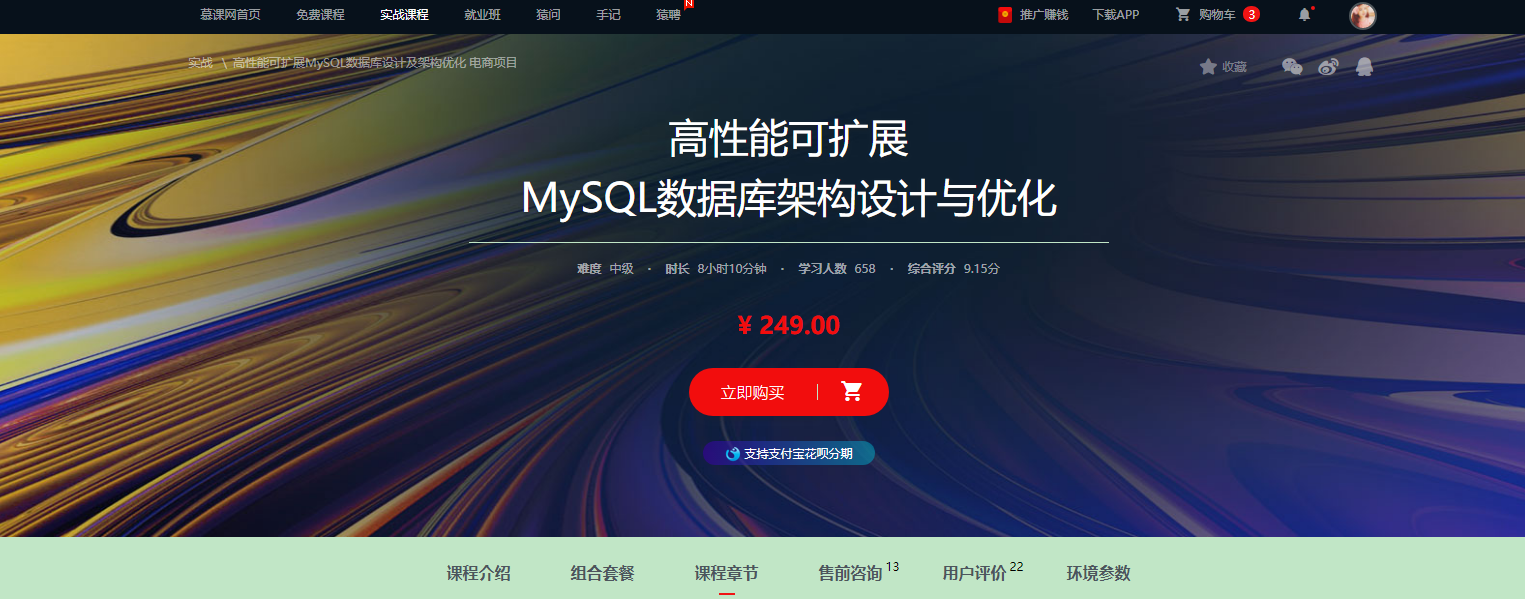 慕课网首页 免费课程 实战课程 就业班 猿问 手记 猿聘 N 推广赚钱 下载APP 购物车 3
实战 \ 高性能可扩展MySQL数据库设计及架构优化 电商项目 收藏
高性能可扩展
MySQL数据库架构设计与优化
难度 中级 · 时长 8小时10分钟 · 学习人数 658 · 综合评分 9.15分
¥ 249.00
立即购买
支持支付宝花呗分期
课程介绍 组合套餐 课程章节 售前咨询 13 用户评价 22 环境参数